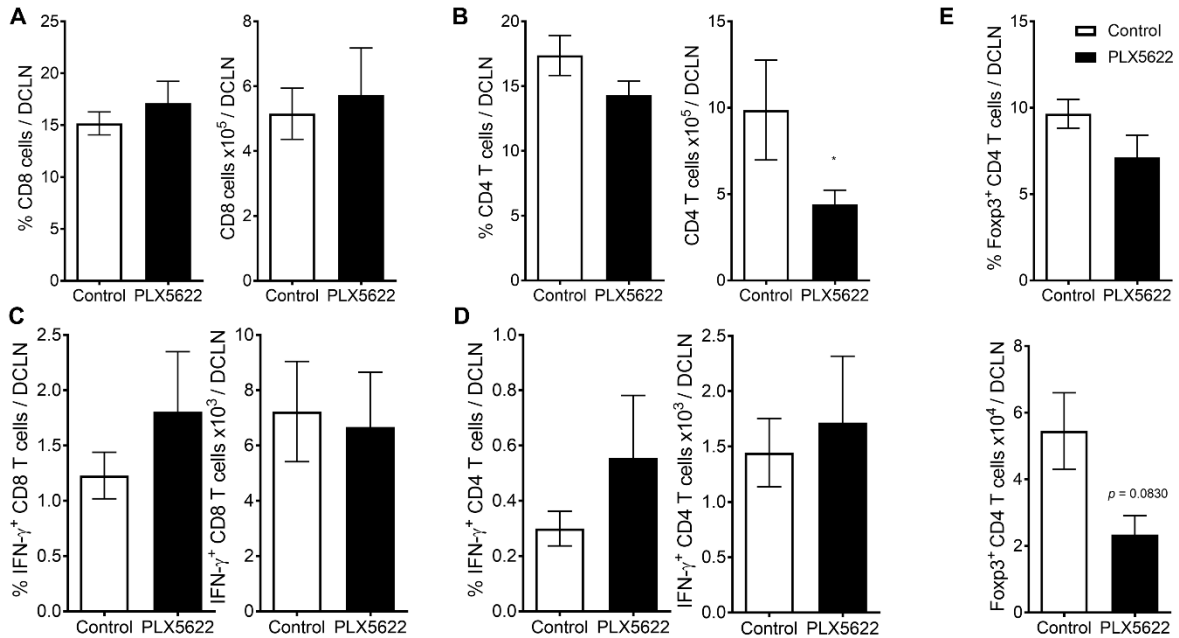 A
% CD8 cells / DCLN
25
20
15
10
5
0
Control PLX5622
CD8 cells x10⁵ / DCLN
8
6
4
2
0
Control PLX5622
B
% CD4 T cells / DCLN
20
15
10
5
0
Control PLX5622
CD4 T cells x10⁵ / DCLN
15
10
5
0
*
Control PLX5622
E
% Foxp3⁺ CD4 T cells / DCLN
15
10
5
0
Control
PLX5622
Control PLX5622
C
% IFN-γ⁺ CD8 T cells / DCLN
2.5
2.0
1.5
1.0
0.5
0.0
Control PLX5622
IFN-γ⁺ CD8 T cells x10³ / DCLN
10
8
6
4
2
0
Control PLX5622
D
% IFN-γ⁺ CD4 T cells / DCLN
1.0
0.8
0.6
0.4
0.2
0.0
Control PLX5622
IFN-γ⁺ CD4 T cells x10³ / DCLN
2.5
2.0
1.5
1.0
0.5
0.0
Control PLX5622
Foxp3⁺ CD4 T cells x10⁴ / DCLN
8
6
4
2
0
p = 0.0830
Control PLX5622